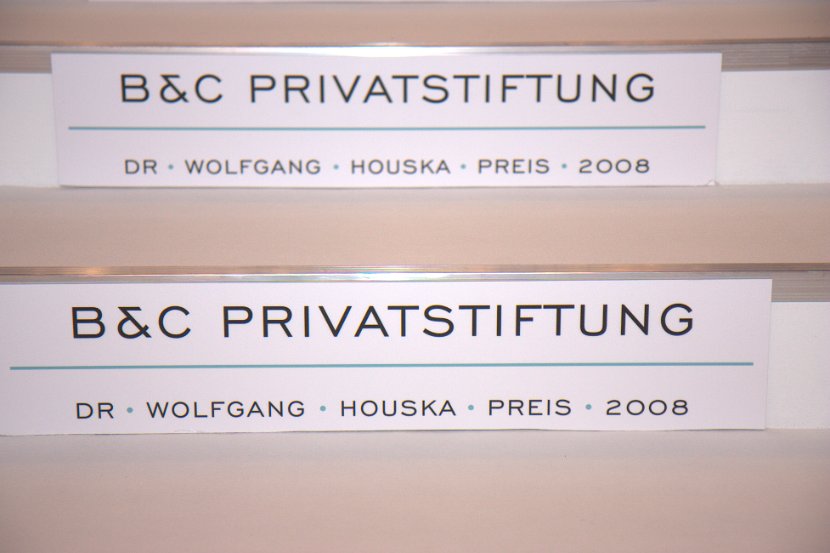 B&C PRIVATSTIFTUNG
DR • WOLFGANG • HOUSKA • PREIS • 2008
B&C PRIVATSTIFTUNG
DR • WOLFGANG • HOUSKA • PREIS • 2008